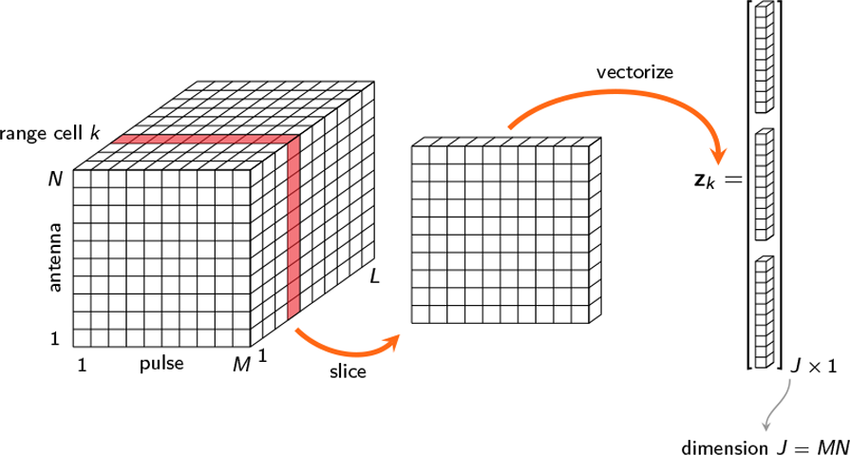 vectorize
range cell k
N
antenna
1
1
pulse
M
1
L
slice
z_k =
J × 1
dimension J = MN